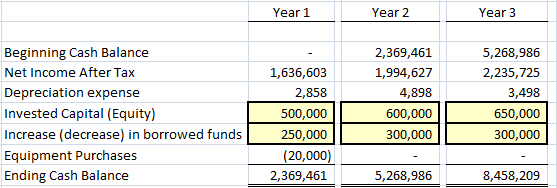 Year 1 Year 2 Year 3
Beginning Cash Balance - 2,369,461 5,268,986
Net Income After Tax 1,636,603 1,994,627 2,235,725
Depreciation expense 2,858 4,898 3,498
Invested Capital (Equity) 500,000 600,000 650,000
Increase (decrease) in borrowed funds 250,000 300,000 300,000
Equipment Purchases (20,000) - -
Ending Cash Balance 2,369,461 5,268,986 8,458,209